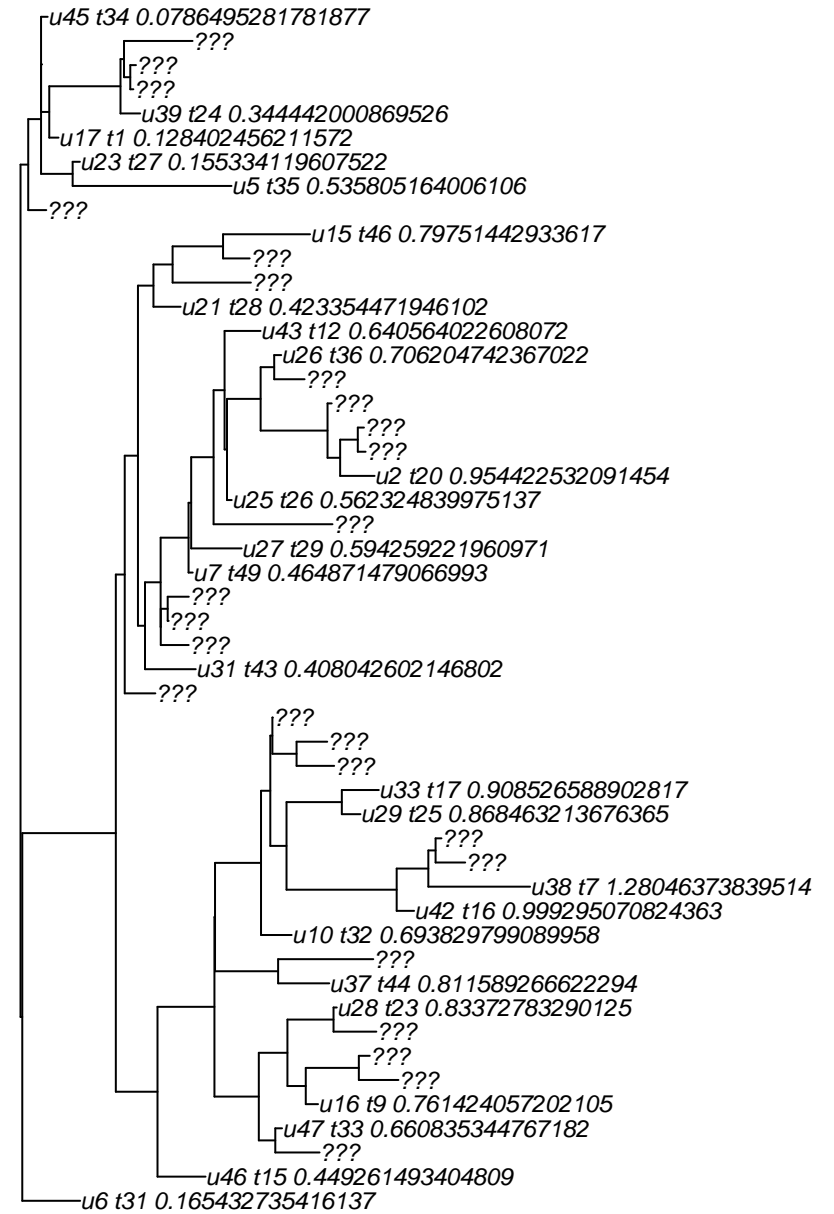 u45 t34 0.0786495281781877
???
???
???
u39 t24 0.344442000869526
u17 t1 0.128402456211572
u23 t27 0.155334119607522
u5 t35 0.535805164006106
???
u15 t46 0.79751442933617
???
???
u21 t28 0.423354471946102
u43 t12 0.640564022608072
u26 t36 0.706204742367022
???
???
???
???
u2 t20 0.954422532091454
u25 t26 0.562324839975137
???
u27 t29 0.594259221960971
u7 t49 0.464871479066993
???
???
???
u31 t43 0.408042602146802
???
???
???
???
u33 t17 0.908526588902817
u29 t25 0.868463213676365
???
???
u38 t7 1.28046373839514
u42 t16 0.999295070824363
u10 t32 0.693829799089958
???
u37 t44 0.811589266622294
u28 t23 0.83372783290125
???
???
???
u16 t9 0.761424057202105
u47 t33 0.660835344767182
???
u46 t15 0.449261493404809
u6 t31 0.165432735416137